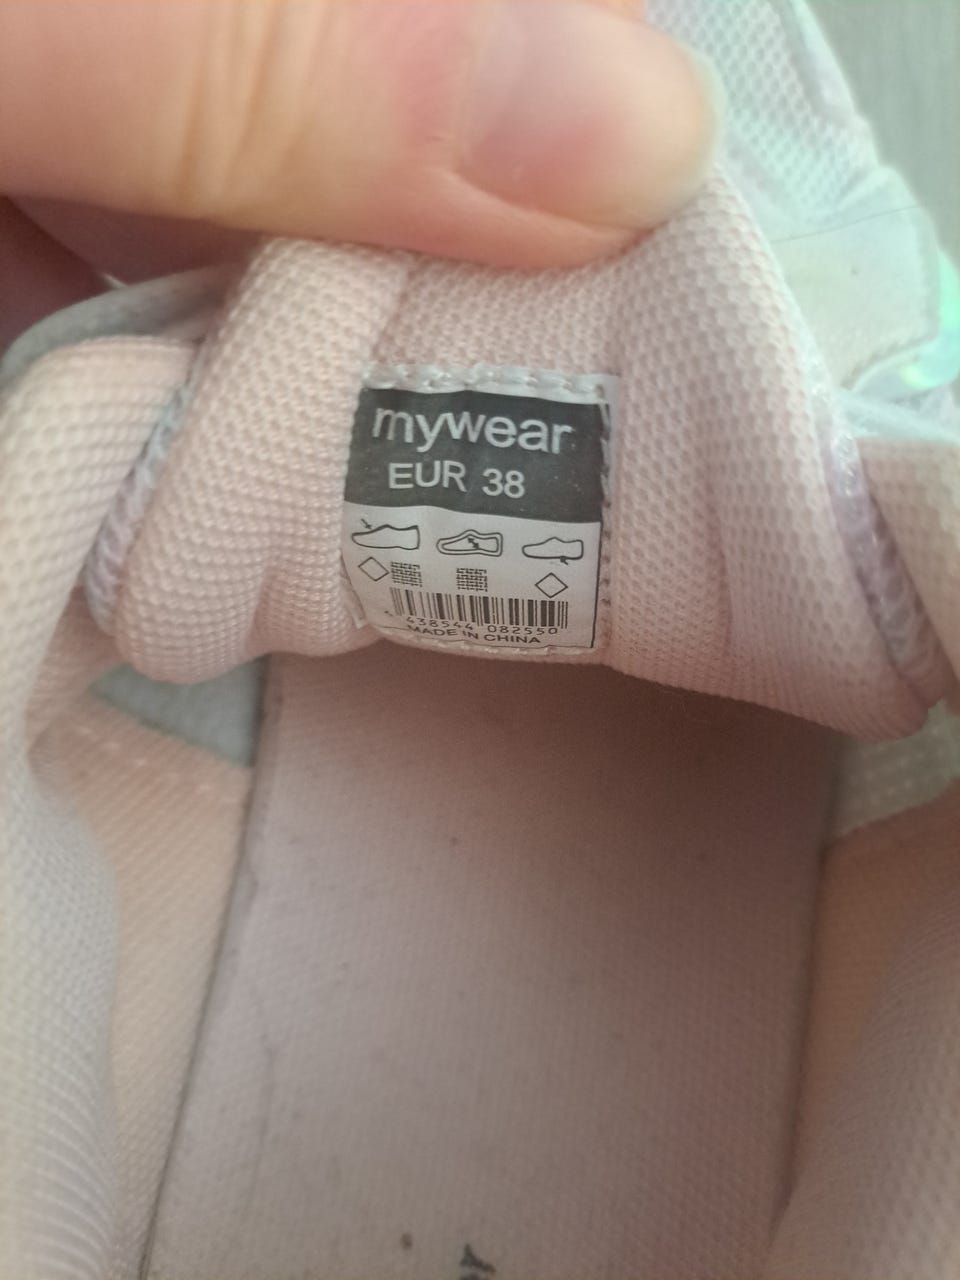 mywear
EUR 38
438544 082550
MADE IN CHINA